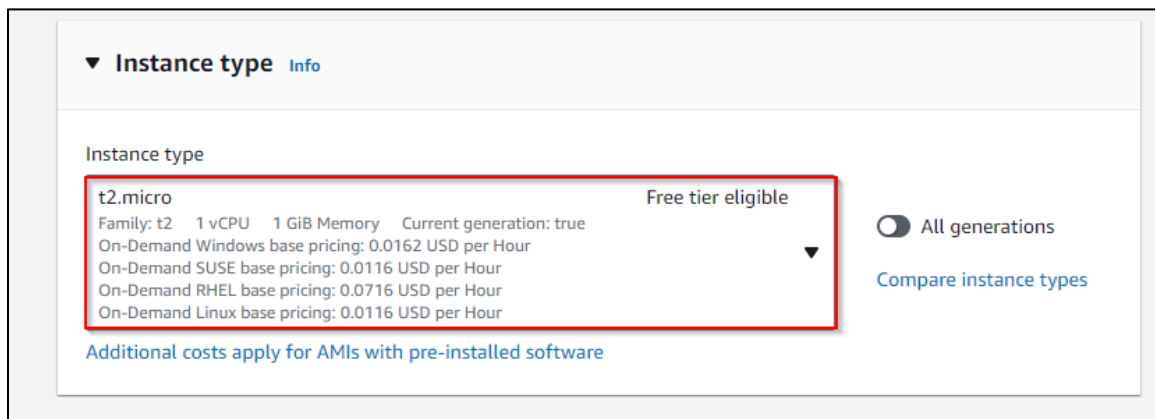 Instance type Info
Instance type
t2.micro Free tier eligible
Family: t2 1 vCPU 1 GiB Memory Current generation: true
On-Demand Windows base pricing: 0.0162 USD per Hour
On-Demand SUSE base pricing: 0.0116 USD per Hour
On-Demand RHEL base pricing: 0.0716 USD per Hour
On-Demand Linux base pricing: 0.0116 USD per Hour
All generations
Compare instance types
Additional costs apply for AMIs with pre-installed software